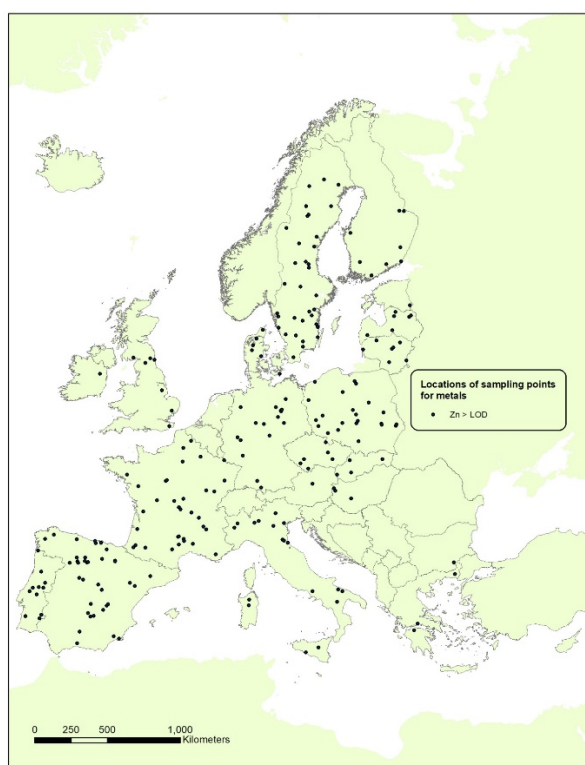 Locations of sampling points
for metals
Zn > LOD
0 250 500 1,000
Kilometers